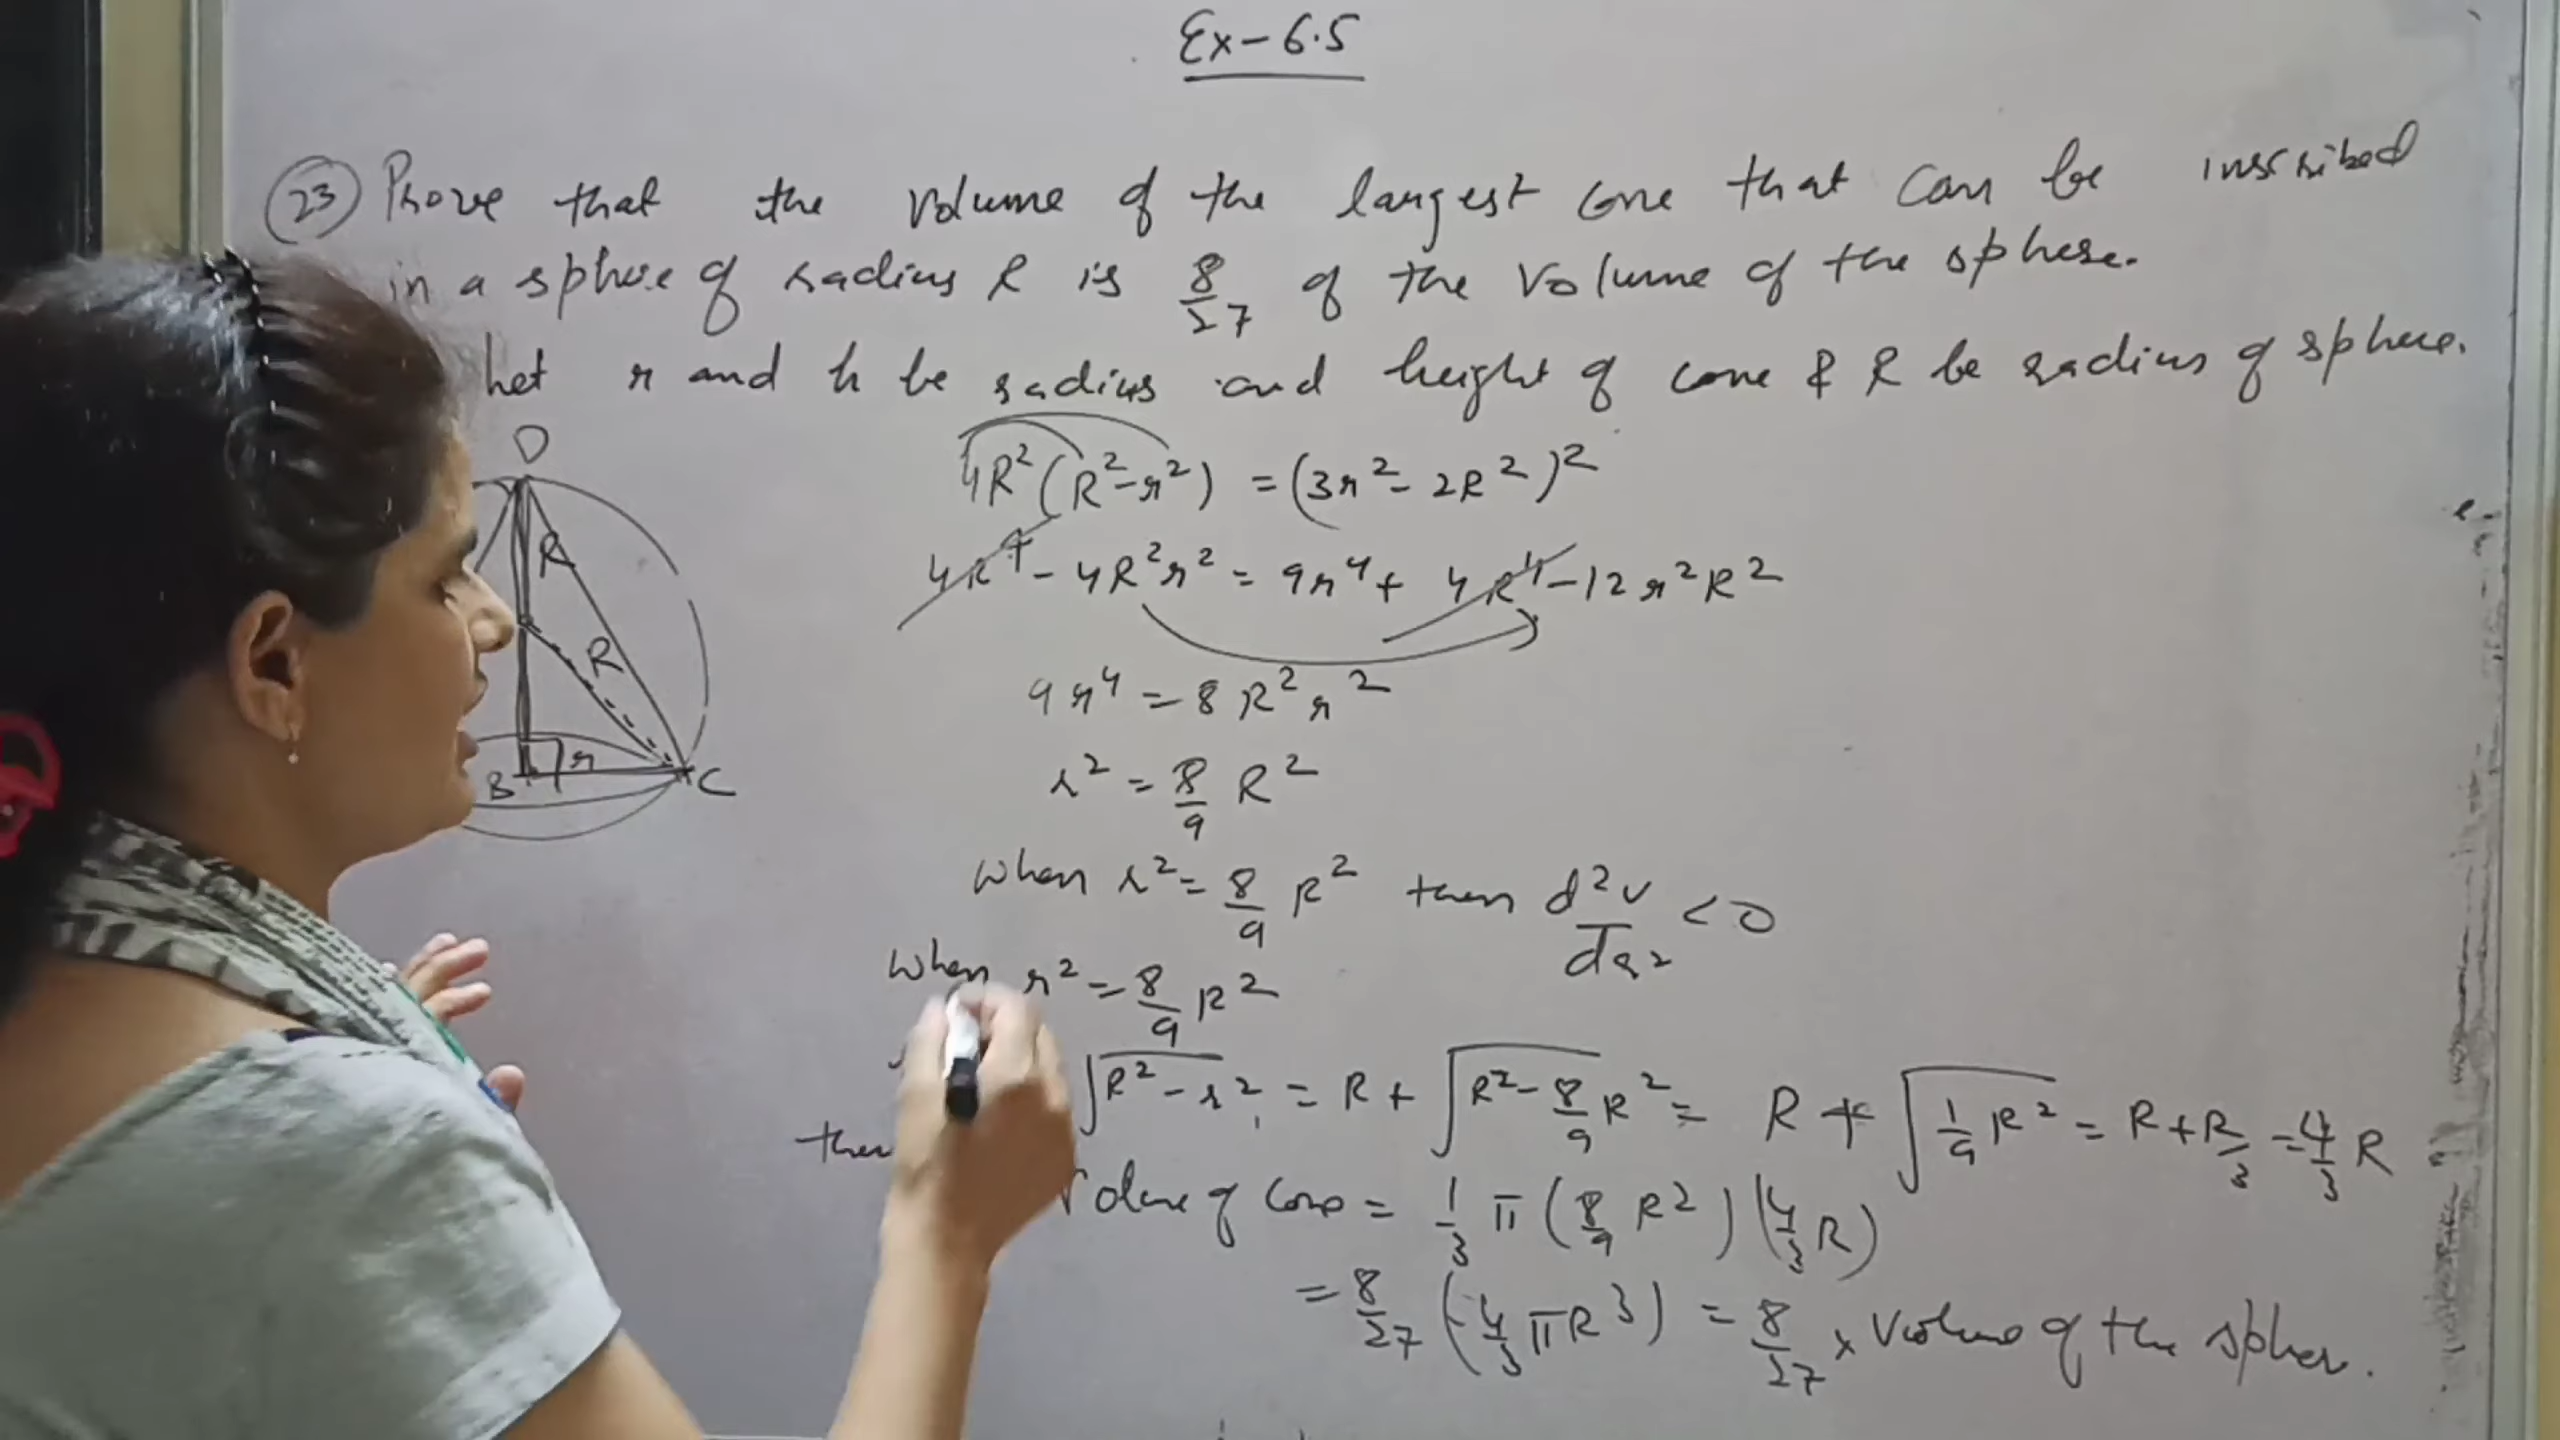 Ex-6.5
23 Prove that the volume of the largest cone that can be inscribed
in a sphere of radius R is 8/27 of the volume of the sphere.
Let r and h be radius and height of cone & R be radius of sphere.
D
R
R
B r C
4R²(R²-r²) = (3r²-2R²)²
4R⁴-4R²r² = 9r⁴+4R⁴-12r²R²
9r⁴ = 8R²r²
r² = 8/9 R²
when r² = 8/9 R² then d²v/dr² < 0
when r² = 8/9 R²
√R²-r² = R+√R²-8/9R² = R+√1/9R² = R+R/3 = 4/3 R
then Volume of cone = 1/3 π (8/9 R²) (4/3 R)
= 8/27 (4/3 πR³) = 8/27 × volume of the spher.